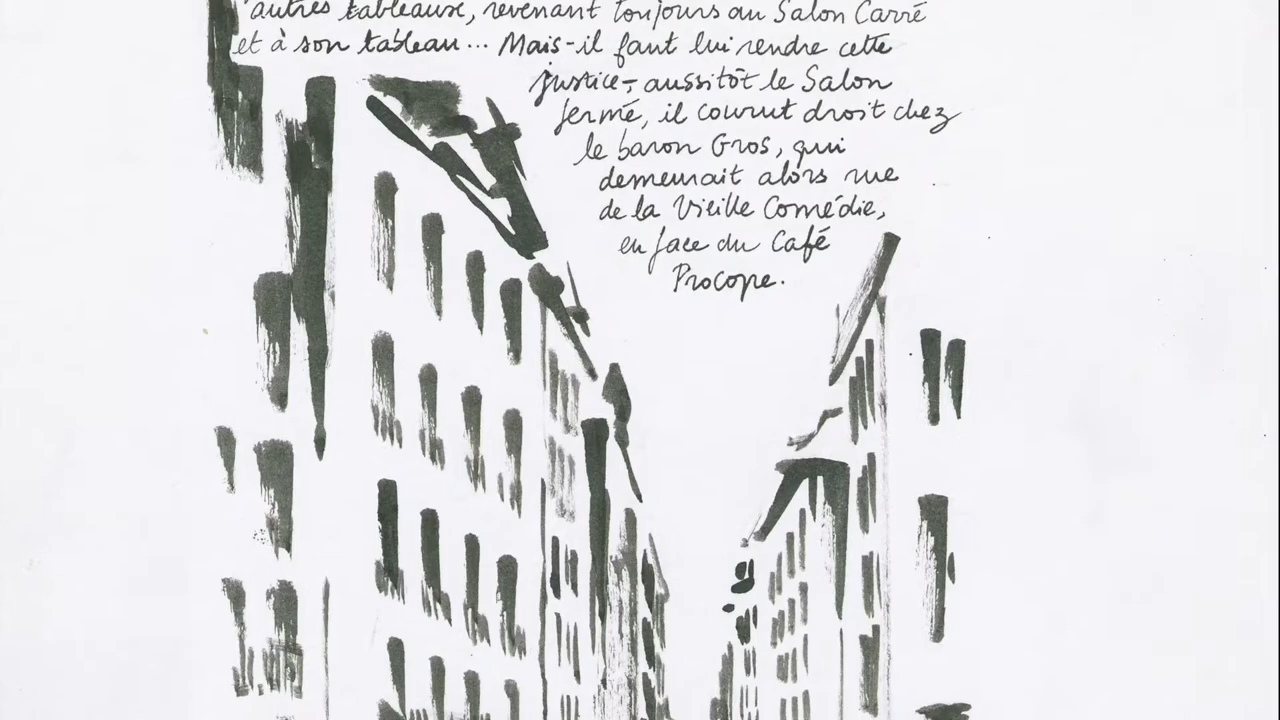 autres tableaux, revenant toujours au Salon Carré
et à son tableau... Mais-il faut lui rendre cette
justice-, aussitôt le Salon
fermé, il courut droit chez
le baron Gros, qui
demeurait alors rue
de la Vieille Comédie,
en face du Café
Procope.